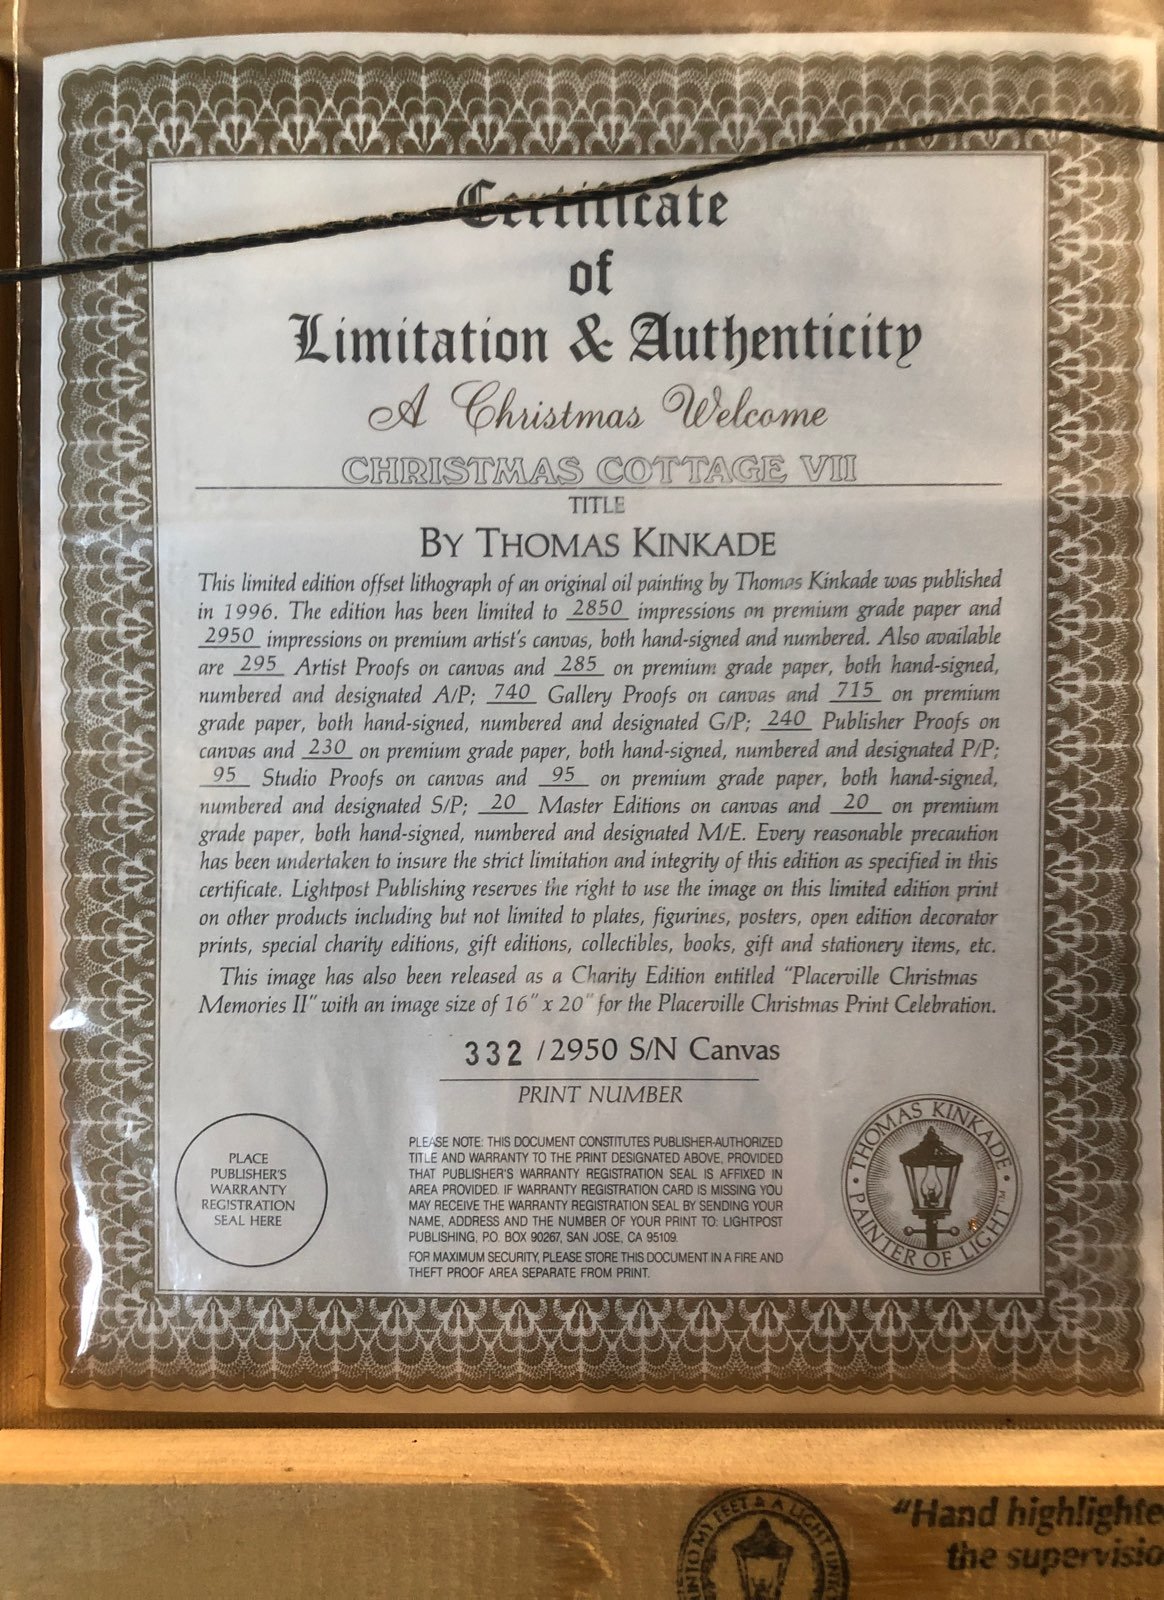 Certificate
of
Limitation & Authenticity
A Christmas Welcome
CHRISTMAS COTTAGE VII
TITLE
BY THOMAS KINKADE
This limited edition offset lithograph of an original oil painting by Thomas Kinkade was published
in 1996. The edition has been limited to 2850 impressions on premium grade paper and
2950 impressions on premium artist's canvas, both hand-signed and numbered. Also available
are 295 Artist Proofs on canvas and 285 on premium grade paper, both hand-signed,
numbered and designated A/P; 740 Gallery Proofs on canvas and 715 on premium
grade paper, both hand-signed, numbered and designated G/P; 240 Publisher Proofs on
canvas and 230 on premium grade paper, both hand-signed, numbered and designated P/P;
95 Studio Proofs on canvas and 95 on premium grade paper, both hand-signed,
numbered and designated S/P; 20 Master Editions on canvas and 20 on premium
grade paper, both hand-signed, numbered and designated M/E. Every reasonable precaution
has been undertaken to insure the strict limitation and integrity of this edition as specified in this
certificate. Lightpost Publishing reserves the right to use the image on this limited edition print
on other products including but not limited to plates, figurines, posters, open edition decorator
prints, special charity editions, gift editions, collectibles, books, gift and stationery items, etc.
This image has also been released as a Charity Edition entitled "Placerville Christmas
Memories II" with an image size of 16" x 20" for the Placerville Christmas Print Celebration.
332 /2950 S/N Canvas
PRINT NUMBER
PLACE
PUBLISHER'S
WARRANTY
REGISTRATION
SEAL HERE
PLEASE NOTE: THIS DOCUMENT CONSTITUTES PUBLISHER-AUTHORIZED
TITLE AND WARRANTY TO THE PRINT DESIGNATED ABOVE, PROVIDED
THAT PUBLISHER'S WARRANTY REGISTRATION SEAL IS AFFIXED IN
AREA PROVIDED. IF WARRANTY REGISTRATION CARD IS MISSING YOU
MAY RECEIVE THE WARRANTY REGISTRATION SEAL BY SENDING YOUR
NAME, ADDRESS AND THE NUMBER OF YOUR PRINT TO: LIGHTPOST
PUBLISHING, P.O. BOX 90267, SAN JOSE, CA 95109.
FOR MAXIMUM SECURITY, PLEASE STORE THIS DOCUMENT IN A FIRE AND
THEFT PROOF AREA SEPARATE FROM PRINT.
THOMAS KINKADE,
PAINTER OF LIGHT
NTO MY FEET & A LIGHT UN
"Hand highlighte
the supervisio